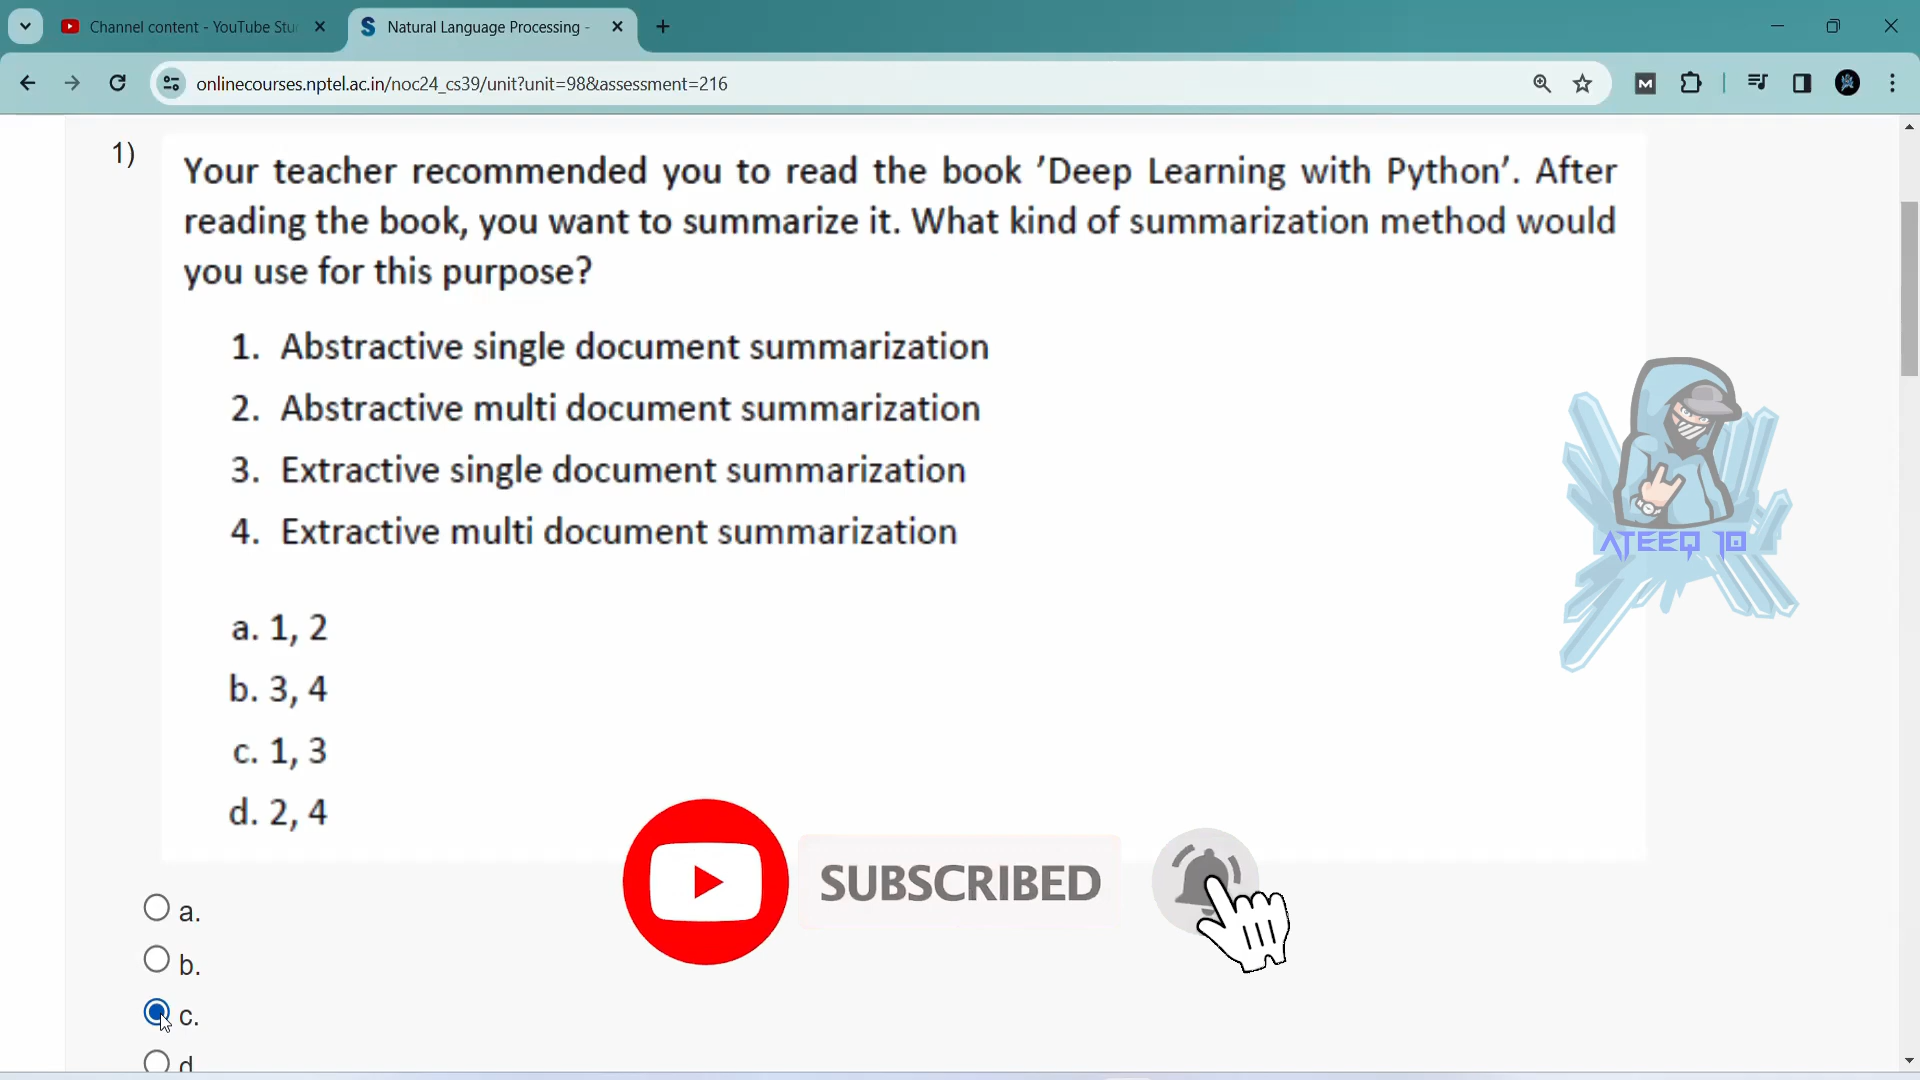 Channel content - YouTube Stu
Natural Language Processing -
onlinecourses.nptel.ac.in/noc24_cs39/unit?unit=98&assessment=216
M
1)
Your teacher recommended you to read the book ’Deep Learning with Python’. After
reading the book, you want to summarize it. What kind of summarization method would
you use for this purpose?
1. Abstractive single document summarization
2. Abstractive multi document summarization
3. Extractive single document summarization
4. Extractive multi document summarization
ATEEQ 10
a. 1, 2
b. 3, 4
c. 1, 3
d. 2, 4
SUBSCRIBED
a.
b.
c.
d